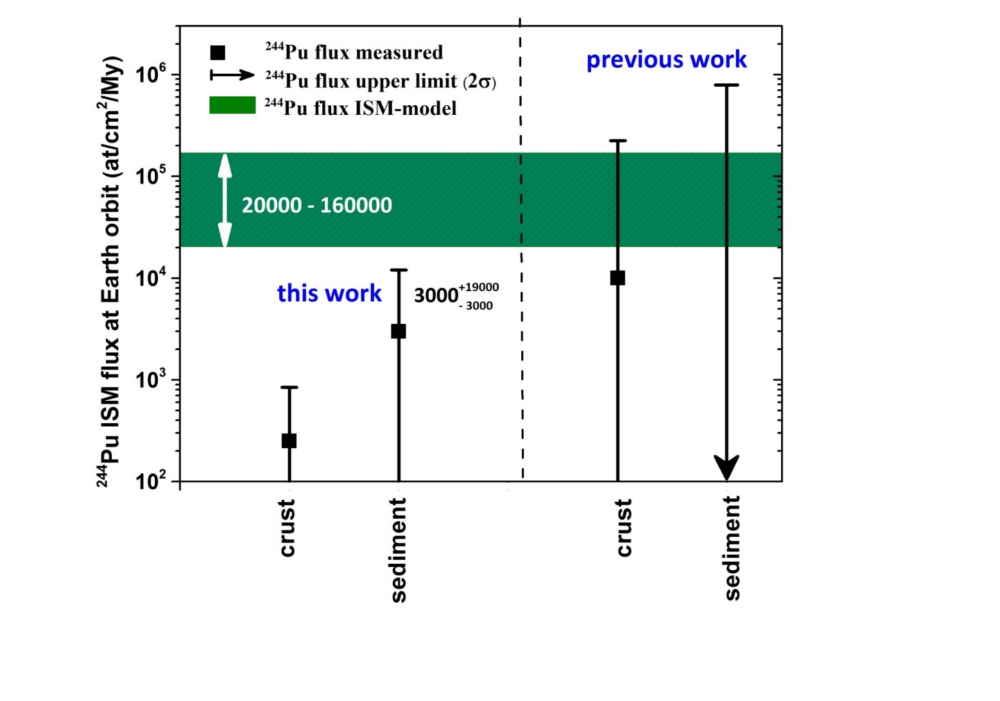 ²⁴⁴Pu flux measured
²⁴⁴Pu flux upper limit (2σ)
²⁴⁴Pu flux ISM-model
previous work
²⁴⁴Pu ISM flux at Earth orbit (at/cm²/My)
10⁶
10⁵
10⁴
10³
10²
20000 - 160000
this work
3000 +19000
- 3000
crust
sediment
crust
sediment